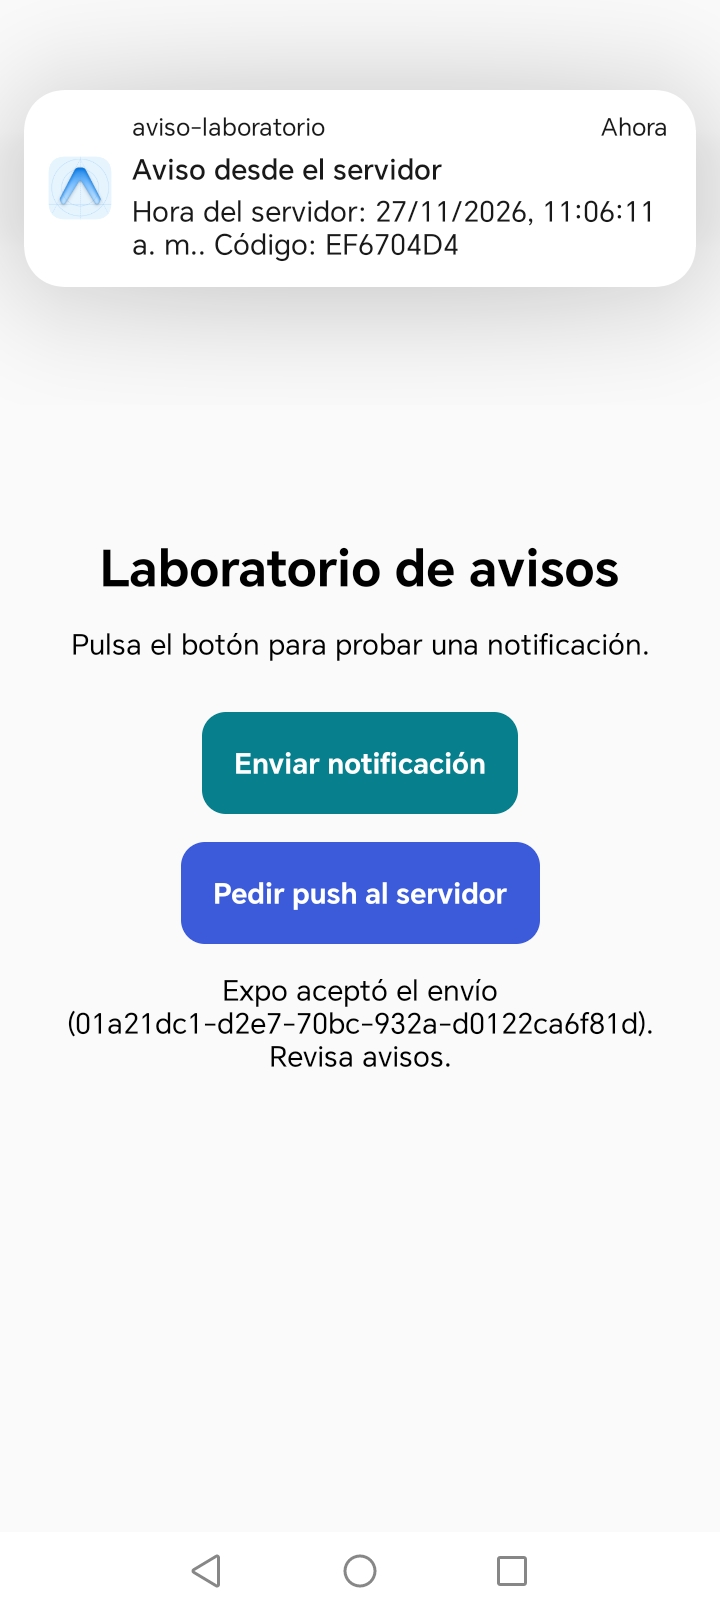 aviso-laboratorio
Ahora
Aviso desde el servidor
Hora del servidor: 27/11/2026, 11:06:11
a. m.. Código: EF6704D4
Laboratorio de avisos
Pulsa el botón para probar una notificación.
Enviar notificación
Pedir push al servidor
Expo aceptó el envío
(01a21dc1-d2e7-70bc-932a-d0122ca6f81d).
Revisa avisos.